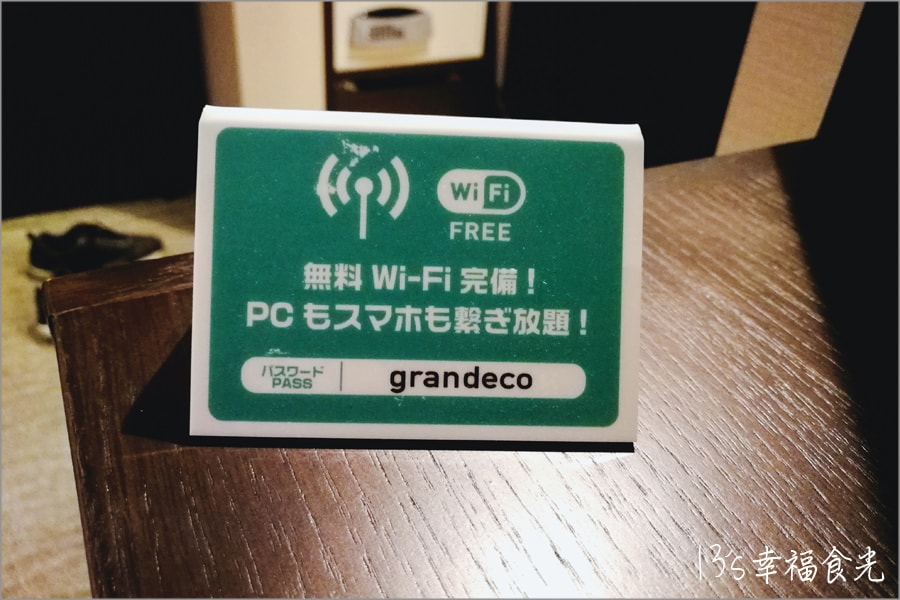 Wi Fi
FREE
無料 Wi-Fi 完備！
PC もスマホも繋ぎ放題！
パスワード
PASS
grandeco
13's幸福食光